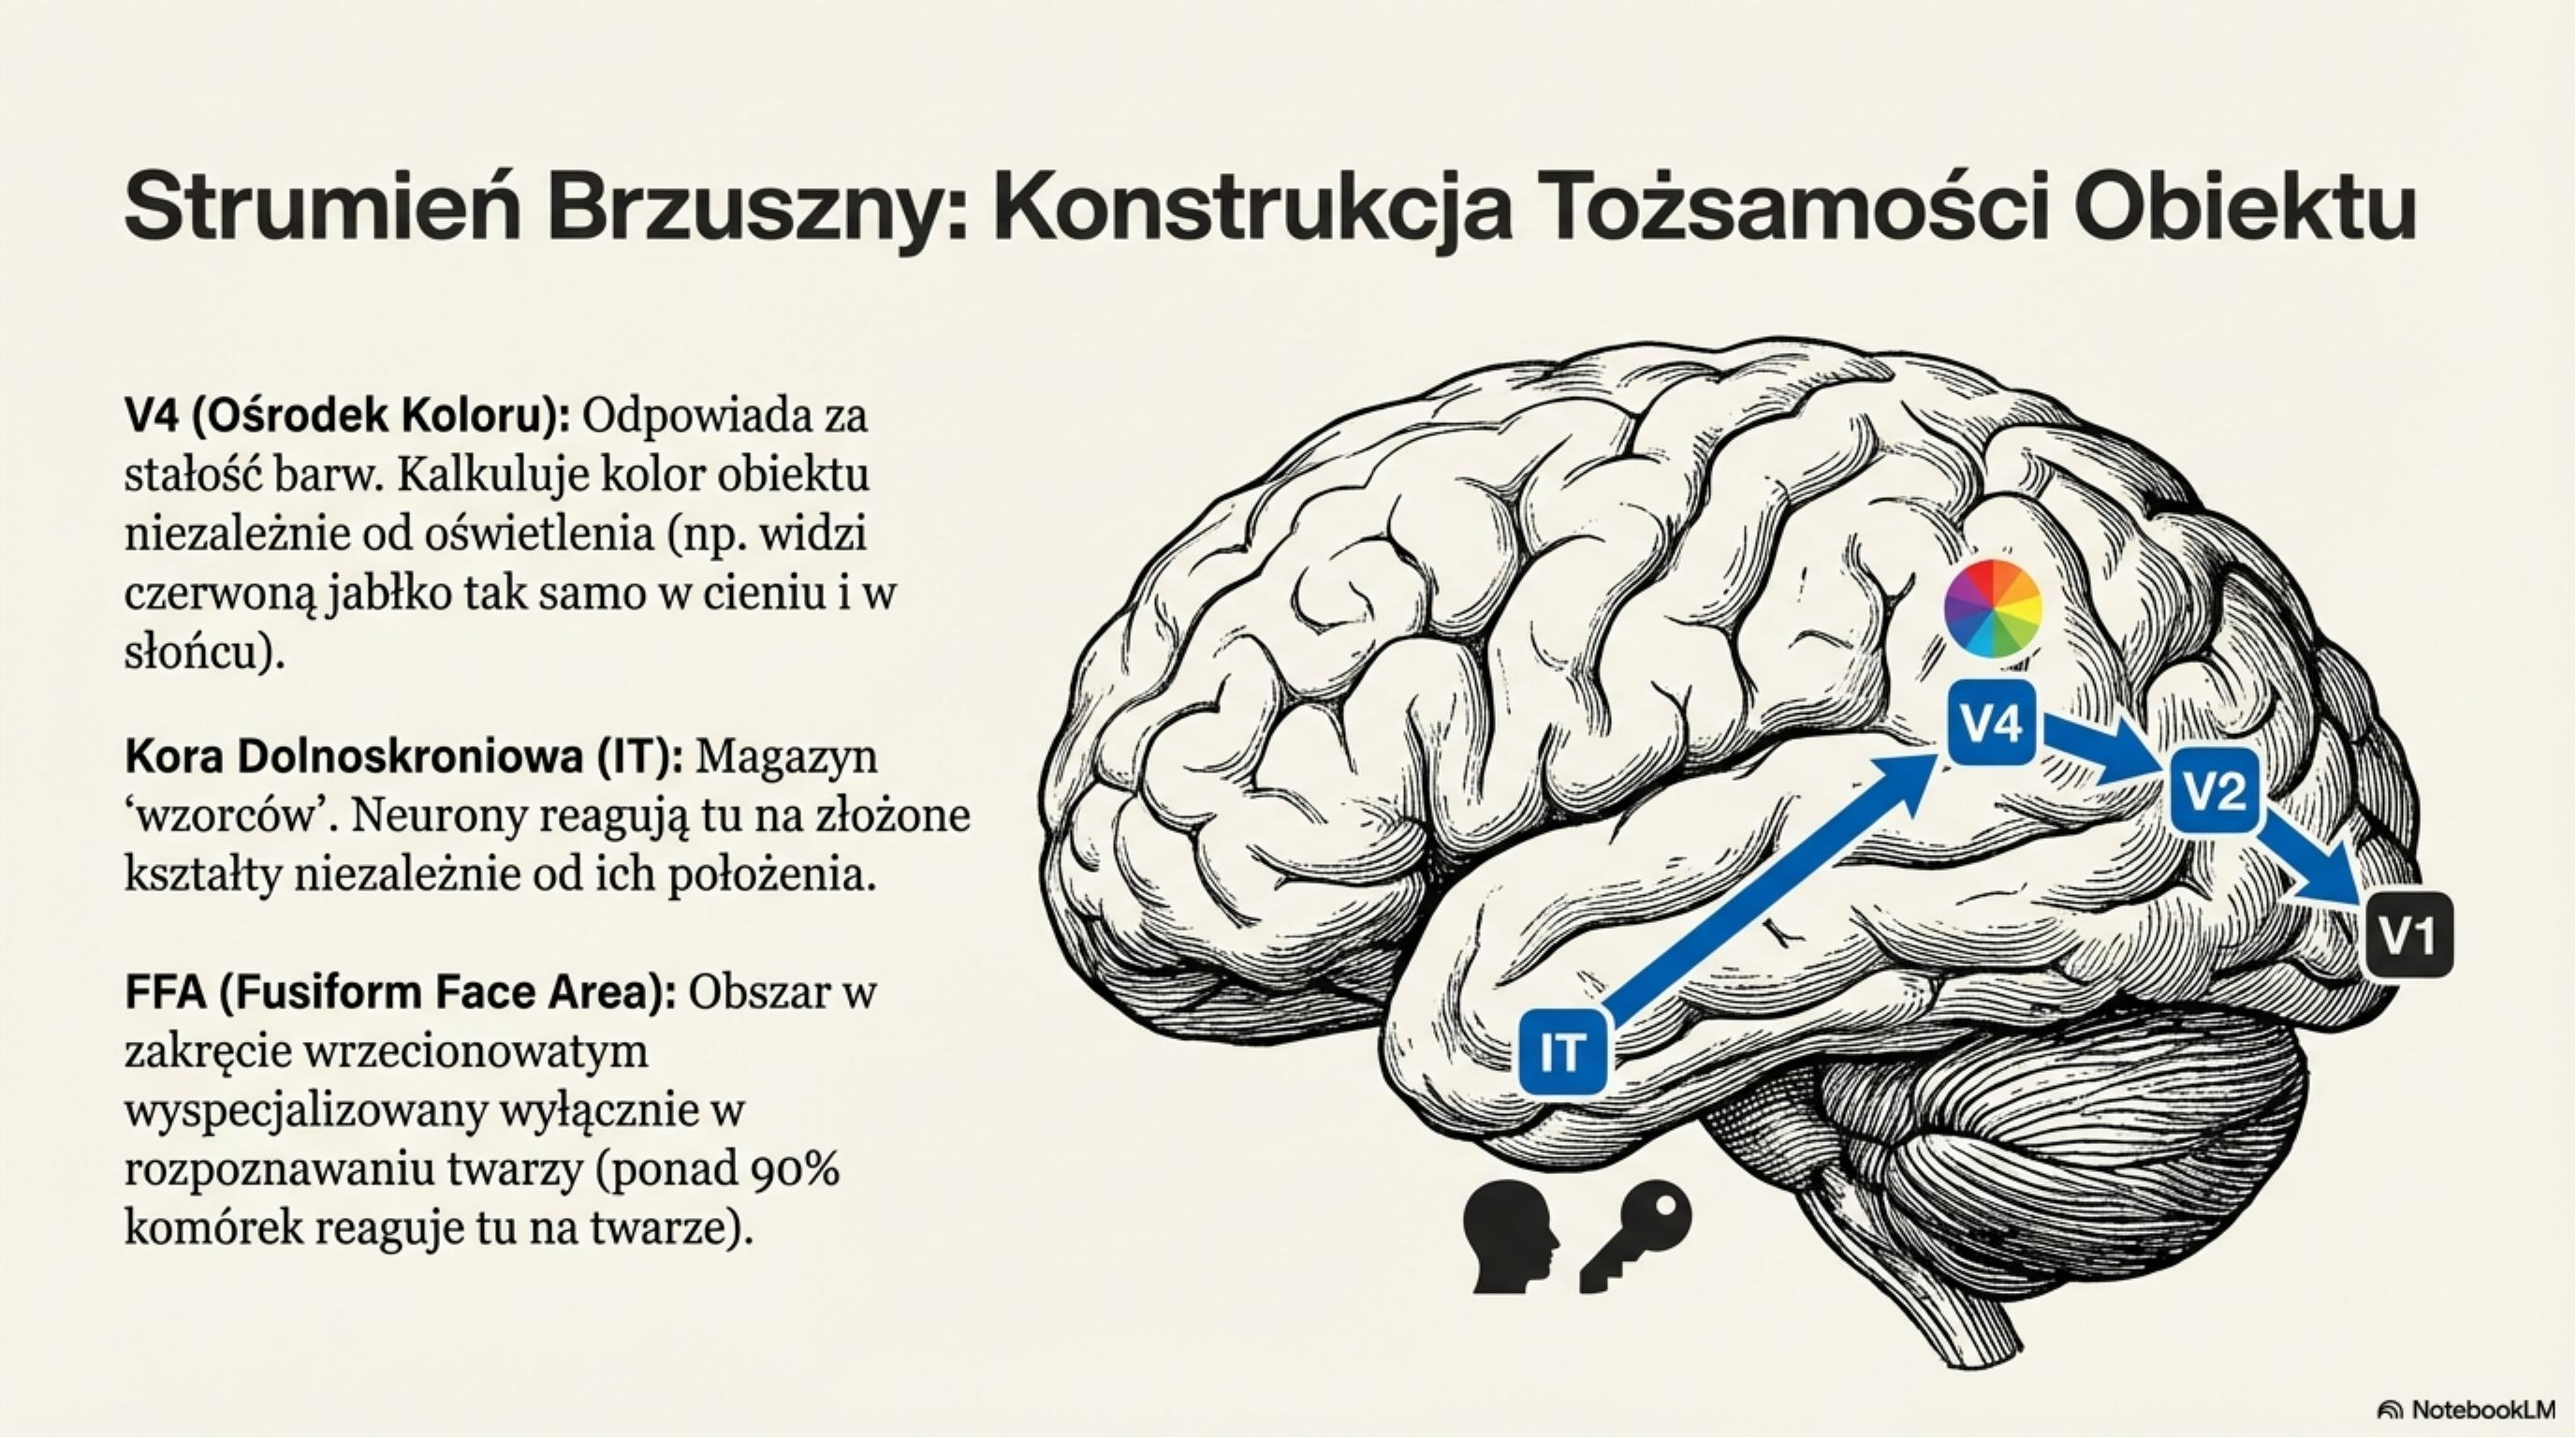 Strumień Brzuszny: Konstrukcja Tożsamości Obiektu
V4 (Ośrodek Koloru): Odpowiada za
stałość barw. Kalkuluje kolor obiektu
niezależnie od oświetlenia (np. widzi
czerwoną jabłko tak samo w cieniu i w
słońcu).
Kora Dolnoskroniowa (IT): Magazyn
‘wzorców’. Neurony reagują tu na złożone
kształty niezależnie od ich położenia.
FFA (Fusiform Face Area): Obszar w
zakręcie wrzecionowatym
wyspecjalizowany wyłącznie w
rozpoznawaniu twarzy (ponad 90%
komórek reaguje tu na twarze).
V4
V2
V1
IT
NotebookLM